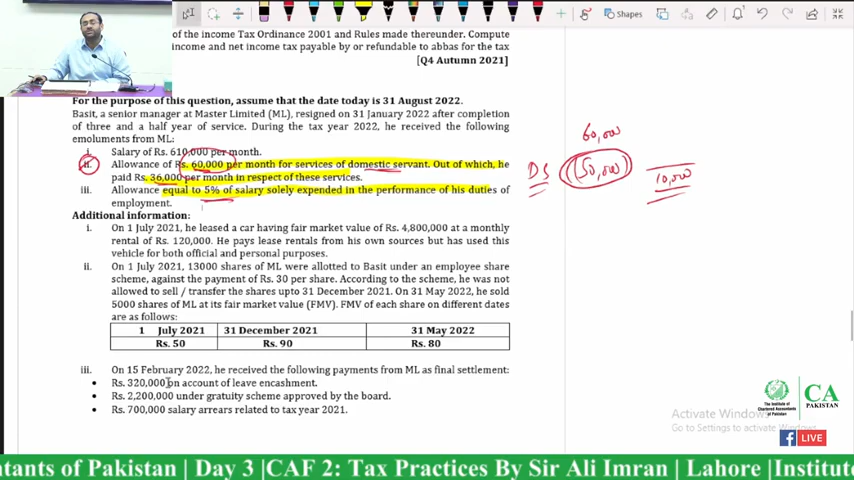 Shapes
of the income Tax Ordinance 2001 and Rules made thereunder. Compute
income and net income tax payable by or refundable to abbas for the tax
[Q4 Autumn 2021]
For the purpose of this question, assume that the date today is 31 August 2022.
Basit, a senior manager at Master Limited (ML), resigned on 31 January 2022 after completion
of three and a half year of service. During the tax year 2022, he received the following
emoluments from ML:
i. Salary of Rs. 610,000 per month.
ii. Allowance of Rs. 60,000 per month for services of domestic servant. Out of which, he
paid Rs. 36,000 per month in respect of these services.
iii. Allowance equal to 5% of salary solely expended in the performance of his duties of
employment.
60,000
DS (50,000)
10,000
Additional information:
i. On 1 July 2021, he leased a car having fair market value of Rs. 4,800,000 at a monthly
rental of Rs. 120,000. He pays lease rentals from his own sources but has used this
vehicle for both official and personal purposes.
ii. On 1 July 2021, 13000 shares of ML were allotted to Basit under an employee share
scheme, against the payment of Rs. 30 per share. According to the scheme, he was not
allowed to sell / transfer the shares upto 31 December 2021. On 31 May 2022, he sold
5000 shares of ML at its fair market value (FMV). FMV of each share on different dates
are as follows:
1 July 2021 31 December 2021 31 May 2022
Rs. 50 Rs. 90 Rs. 80
iii. On 15 February 2022, he received the following payments from ML as final settlement:
• Rs. 320,000 on account of leave encashment.
• Rs. 2,200,000 under gratuity scheme approved by the board.
• Rs. 700,000 salary arrears related to tax year 2021.
The Institute of
Chartered Accountants
of Pakistan
CA
PAKISTAN
Activate Windows
Go to Settings to activate Windows
f LIVE
ntants of Pakistan | Day 3 |CAF 2: Tax Practices By Sir Ali Imran | Lahore |Institute